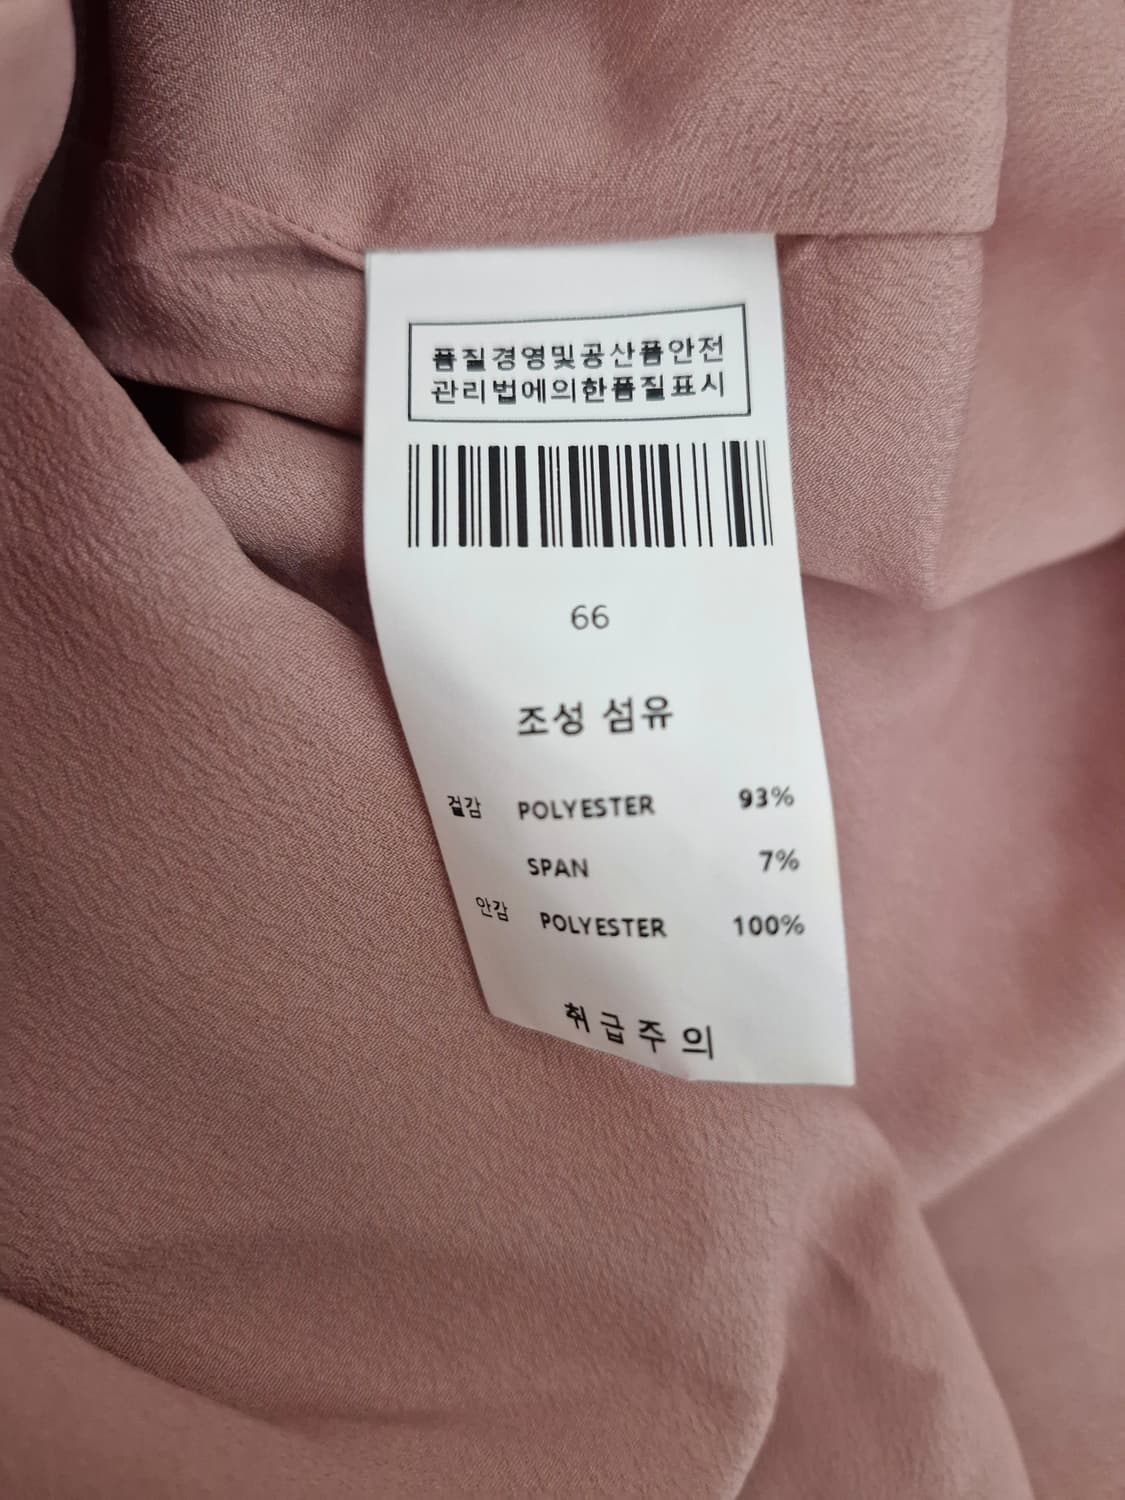 품질경영및공산품안전
관리법에의한품질표시
66
조성 섬유
겉감 POLYESTER 93%
SPAN 7%
안감 POLYESTER 100%
취급주의